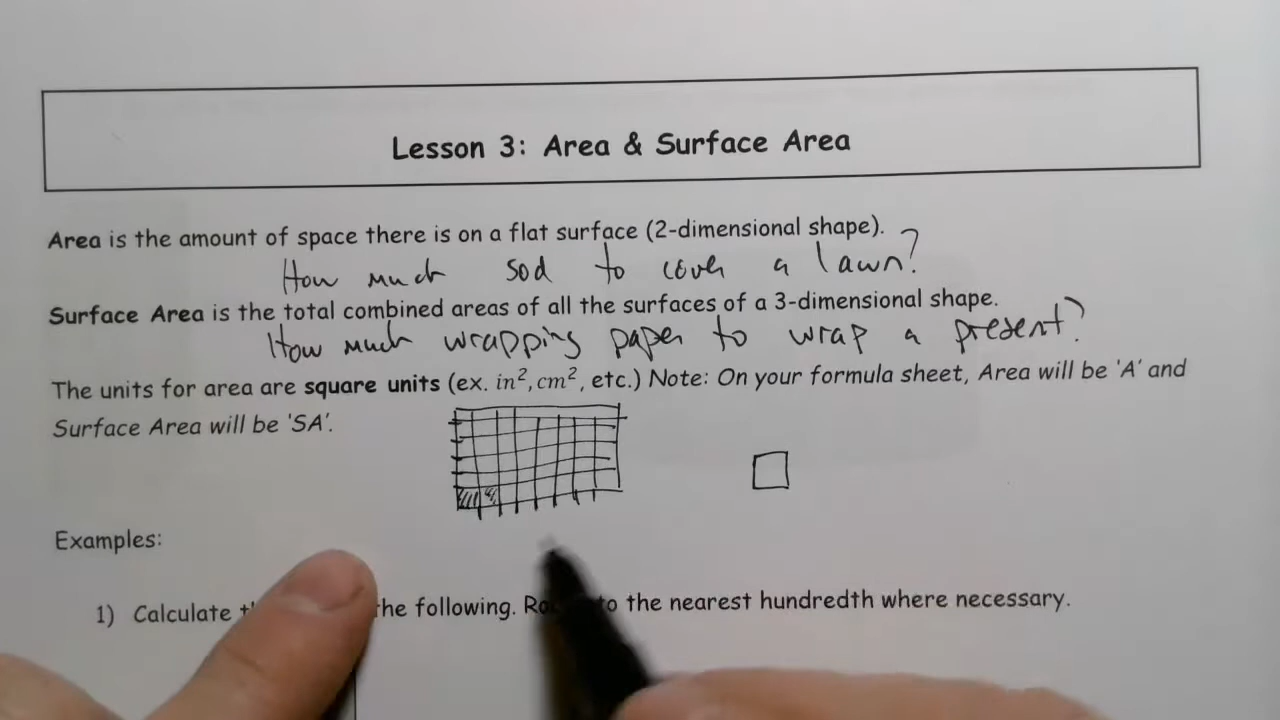 Lesson 3: Area & Surface Area
Area is the amount of space there is on a flat surface (2-dimensional shape).
How much sod to cover a lawn?
Surface Area is the total combined areas of all the surfaces of a 3-dimensional shape.
How much wrapping paper to wrap a present?
The units for area are square units (ex. in², cm², etc.) Note: On your formula sheet, Area will be 'A' and
Surface Area will be 'SA'.
Examples:
1) Calculate the following. to the nearest hundredth where necessary.